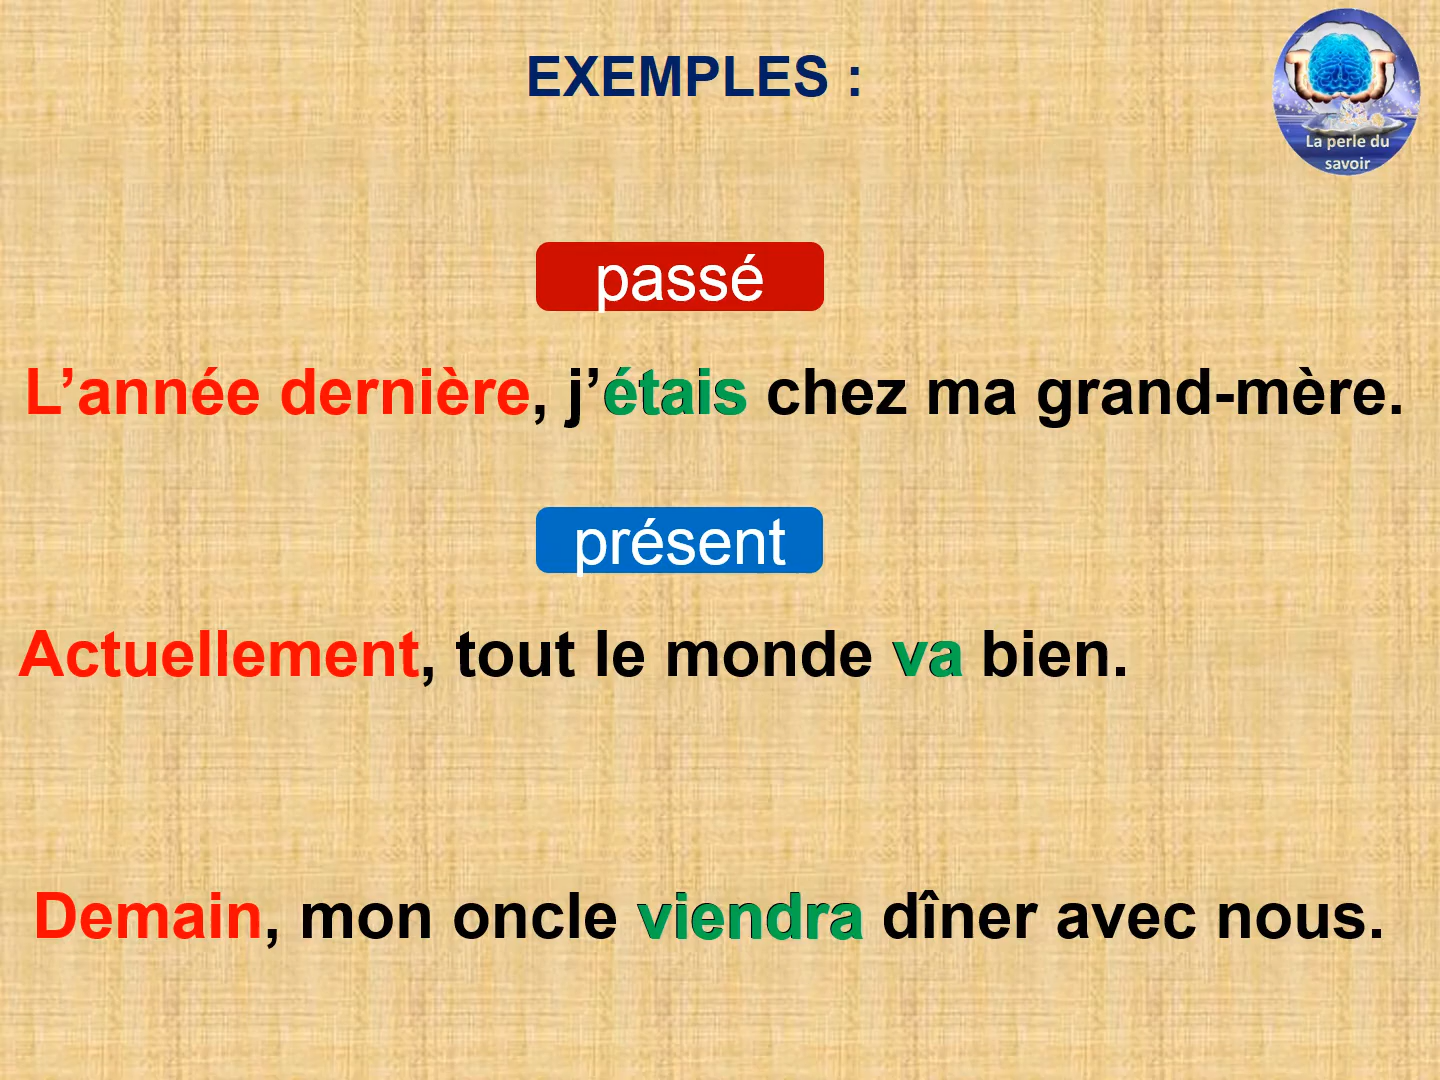 EXEMPLES :
La perle du
savoir
passé
L’année dernière, j’étais chez ma grand-mère.
présent
Actuellement, tout le monde va bien.
Demain, mon oncle viendra dîner avec nous.